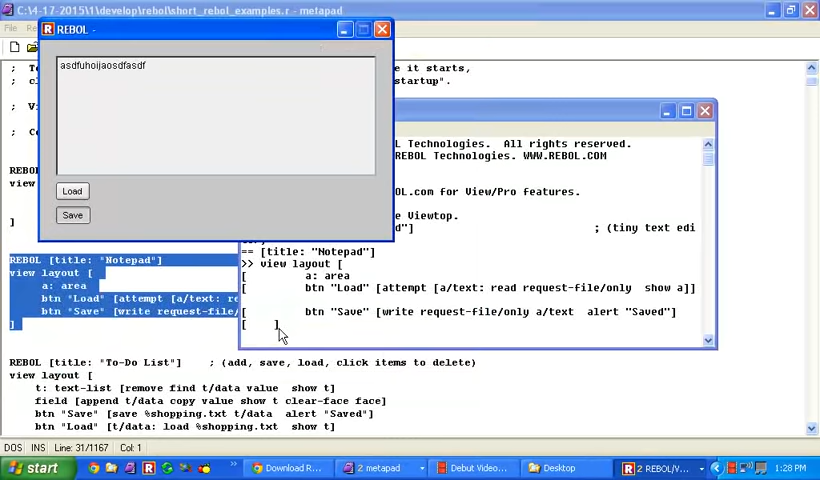 C:\4-17-2015\1\develop\rebol\short_rebol_examples.r - metapad
REBOL -
asdfuhoijaosdfasdf
Load
Save
it starts,
startup".
REBOL [title: "Notepad"]
view layout [
a: area
btn "Load" [attempt [a/text: re
btn "Save" [write request-file/
]
L Technologies. All rights reserved.
REBOL Technologies. WWW.REBOL.COM
BOL.com for View/Pro features.
e Viewtop.
d"] ; (tiny text edi
== [title: "Notepad"]
>> view layout [
[ a: area
[ btn "Load" [attempt [a/text: read request-file/only show a]]
[ btn "Save" [write request-file/only a/text alert "Saved"]
[ ]
REBOL [title: "To-Do List"] ; (add, save, load, click items to delete)
view layout [
t: text-list [remove find t/data value show t]
field [append t/data copy value show t clear-face face]
btn "Save" [save %shopping.txt t/data alert "Saved"]
btn "Load" [t/data: load %shopping.txt show t]
DOS INS Line: 31/1167 Col: 1
start
Download R...
2 metapad
Debut Video...
Desktop
2 REBOL/V...
1:28 PM